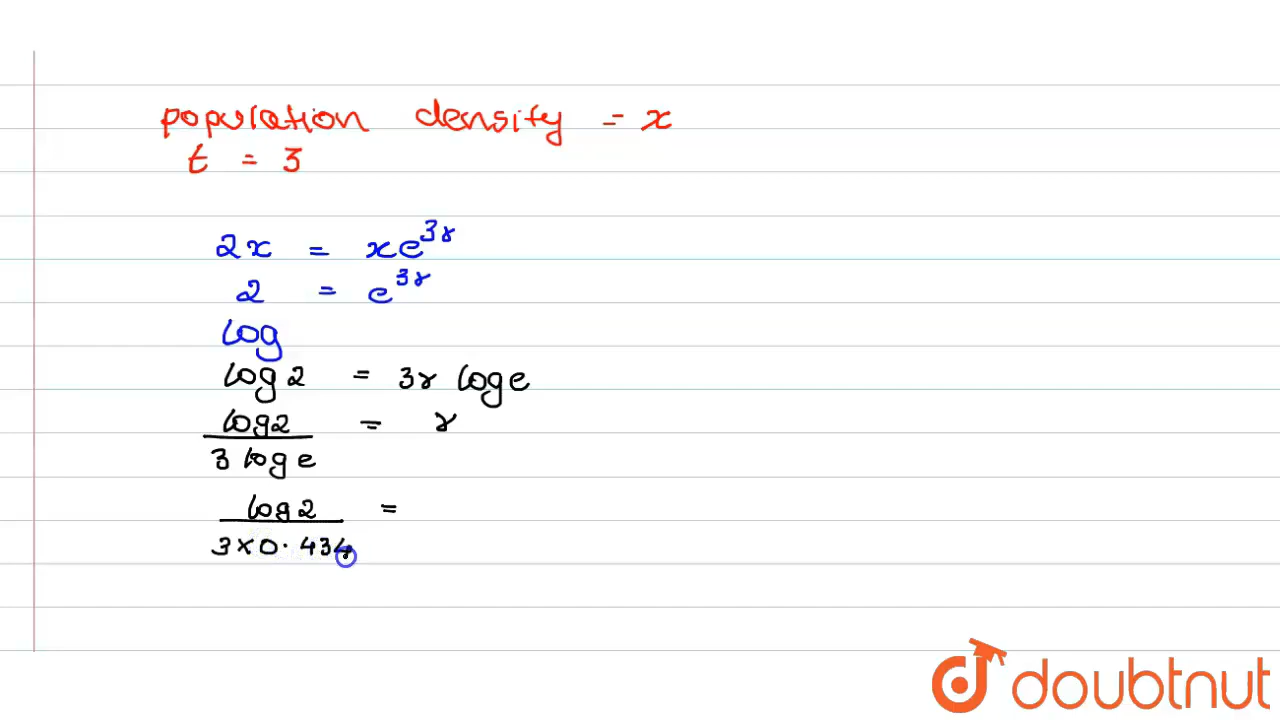 population density = x
t = 3
2x = xe^{3r}
2 = e^{3r}
log
log 2 = 3r log e
log2 = r
3 log e
log 2 =
3×0.434
doubtnut